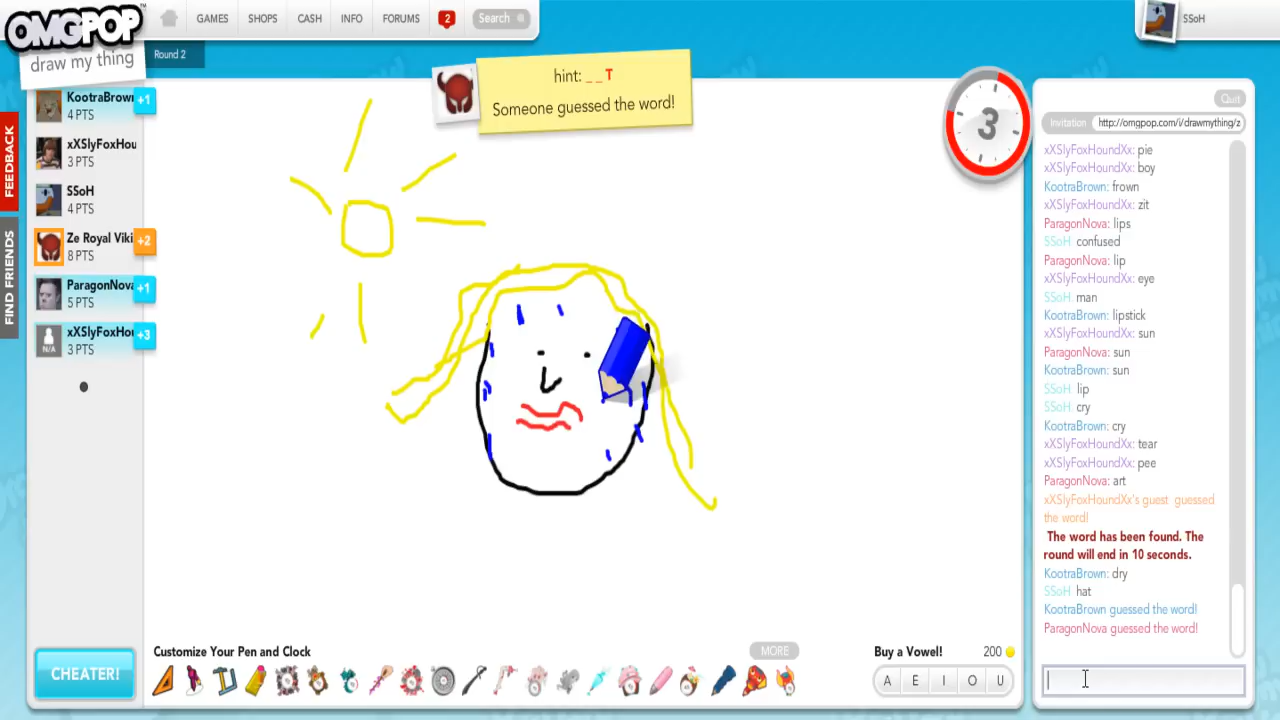 OMGPOP
draw my thing
GAMES
SHOPS
CASH
INFO
FORUMS
2
Search
SSoH
Round 2
hint: _ _ T
Someone guessed the word!
3
FEEDBACK
FIND FRIENDS
KootraBrown +1
4 PTS
xXSlyFoxHou
3 PTS
SSoH
4 PTS
Ze Royal Viki +2
8 PTS
ParagonNova +1
5 PTS
xXSlyFoxHou +3
N/A
3 PTS
CHEATER!
Customize Your Pen and Clock
MORE
Buy a Vowel!
200
A E I O U
Quit
Invitation http://omgpop.com/i/drawmything/z
xXSlyFoxHoundXx: pie
xXSlyFoxHoundXx: boy
KootraBrown: frown
xXSlyFoxHoundXx: zit
ParagonNova: lips
SSoH confused
ParagonNova: lip
xXSlyFoxHoundXx: eye
SSoH man
KootraBrown: lipstick
xXSlyFoxHoundXx: sun
ParagonNova: sun
KootraBrown: sun
SSoH lip
SSoH cry
KootraBrown: cry
xXSlyFoxHoundXx: tear
xXSlyFoxHoundXx: pee
ParagonNova: art
xXSlyFoxHoundXx's guest guessed
the word!
The word has been found. The
round will end in 10 seconds.
KootraBrown: dry
SSoH hat
KootraBrown guessed the word!
ParagonNova guessed the word!